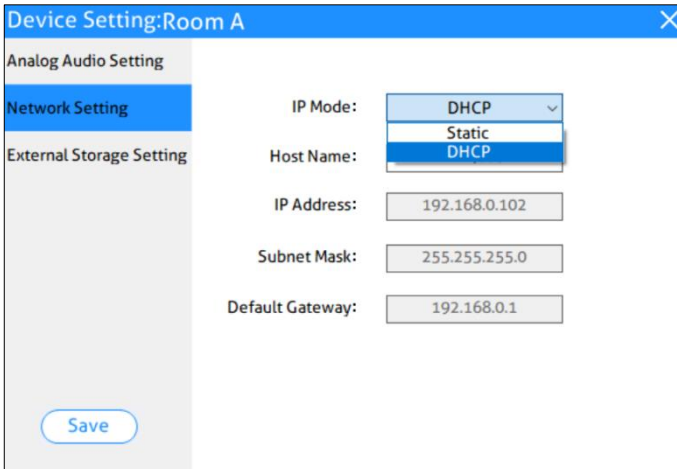 Device Setting:Room A
Analog Audio Setting
Network Setting
External Storage Setting
IP Mode: DHCP
Static
DHCP
Host Name:
IP Address: 192.168.0.102
Subnet Mask: 255.255.255.0
Default Gateway: 192.168.0.1
Save